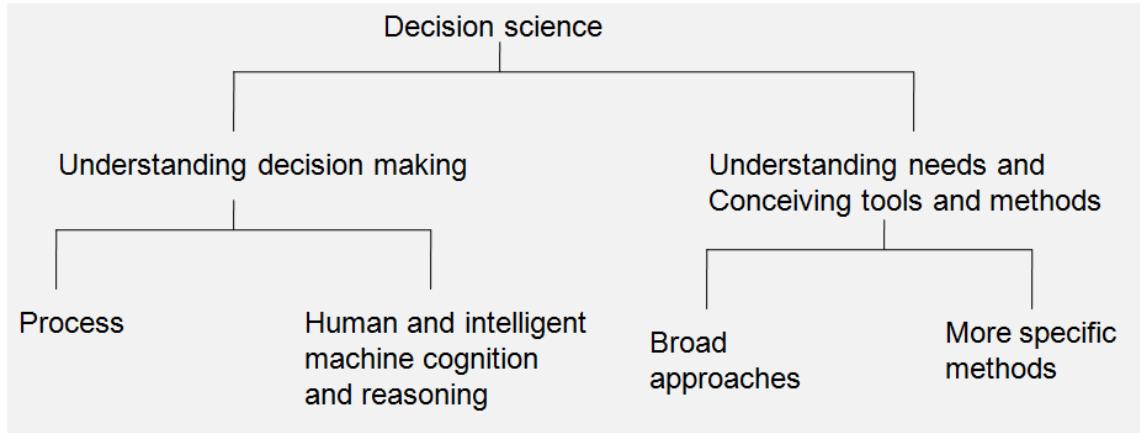 Decision science
Understanding decision making
Understanding needs and
Conceiving tools and methods
Process
Human and intelligent
machine cognition
and reasoning
Broad
approaches
More specific
methods